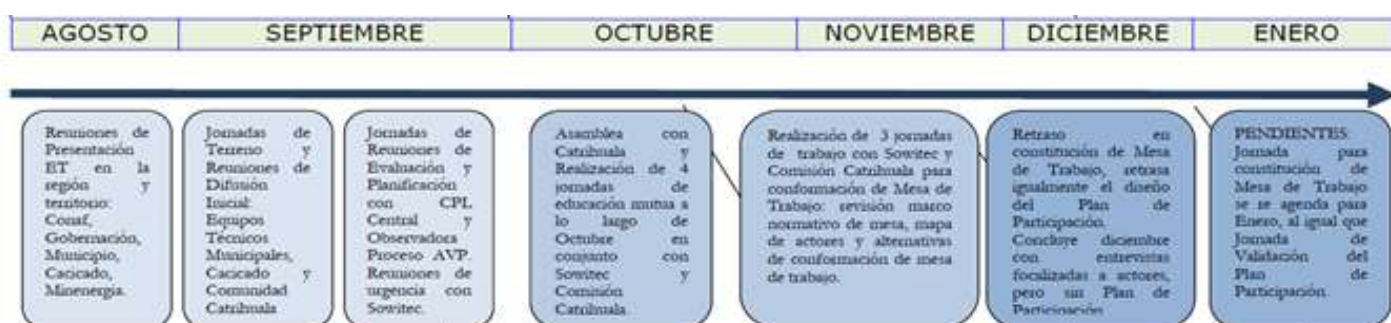 AGOSTO SEPTIEMBRE OCTUBRE NOVIEMBRE DICIEMBRE ENERO
Reuniones de
Presentación
ET en la
región y
territorio:
Conaf,
Gobernación,
Municipio,
Cacicado,
Minenergia.
Jornadas de
Terreno y
Reuniones de
Difusión
Inicial:
Equipos
Técnicos
Municipales,
Cacicado y
Comunidad
Catrihuala
Jornadas de
Reuniones de
Evaluación y
Planificación
con CPL
Central y
Observadora
Proceso AVP.
Reuniones de
urgencia con
Sowitec.
Asamblea con
Catrihuala y
Realización de 4
jornadas de
educación mutua a
lo largo de
Octubre en
conjunto con
Sowitec y
Comisión
Catrihuala.
Realización de 3 jornadas
de trabajo con Sowitec y
Comisión Catrihuala para
conformación de Mesa de
Trabajo: revisión marco
normativo de mesa, mapa
de actores y alternativas
de conformación de mesa
de trabajo.
Retraso en
constitución de Mesa
de Trabajo, retrasa
igualmente el diseño
del Plan de
Participación.
Concluye diciembre
con entrevistas
focalizadas a actores,
pero sin Plan de
Participación
PENDIENTES:
Jornada para
constitución de
Mesa de Trabajo
se re agenda para
Enero, al igual que
Jornada de
Validación del
Plan de
Participación.